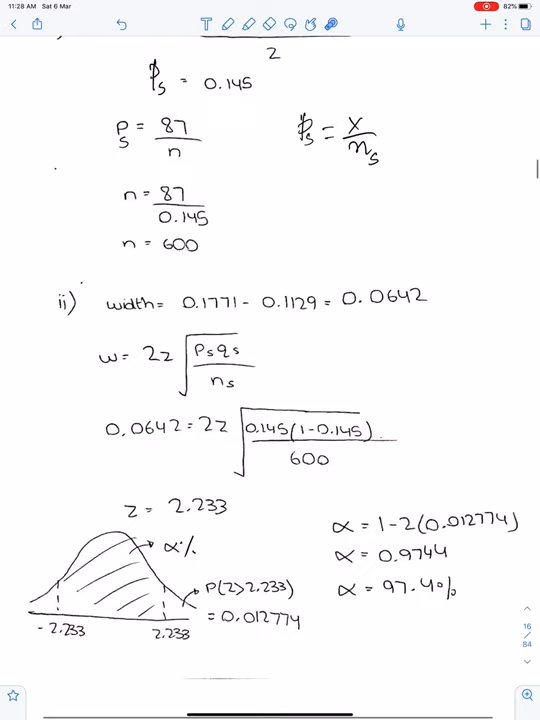 11:28 AM Sat 6 Mar
82%
2
Ps = 0.145
Ps = 87/n
Ps = x/ns
n = 87/0.145
n = 600
ii) width = 0.1771 - 0.1129 = 0.0642
w = 2z √(Psqs/ns)
0.0642 = 2z √(0.145(1-0.145)/600)
z = 2.233
α%
P(Z>2.233)
= 0.012774
-2.233
2.233
α = 1-2(0.012774)
α = 0.9744
α = 97.4%
16
/
84